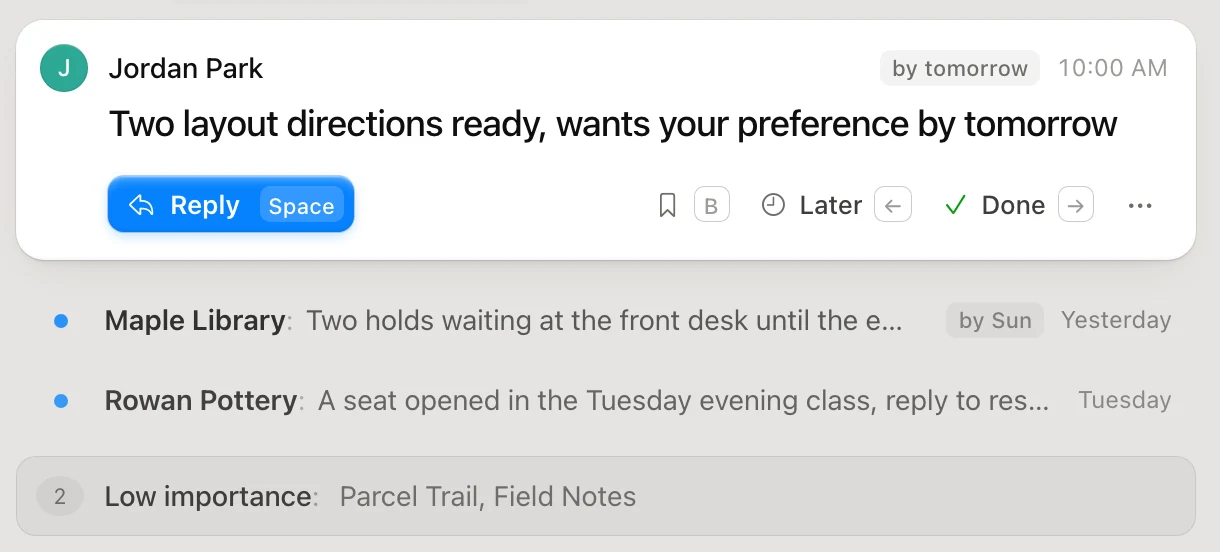 J Jordan Park by tomorrow 10:00 AM
Two layout directions ready, wants your preference by tomorrow
Reply Space B Later ← ✓ Done → ···
Maple Library: Two holds waiting at the front desk until the e... by Sun Yesterday
Rowan Pottery: A seat opened in the Tuesday evening class, reply to res... Tuesday
2 Low importance: Parcel Trail, Field Notes